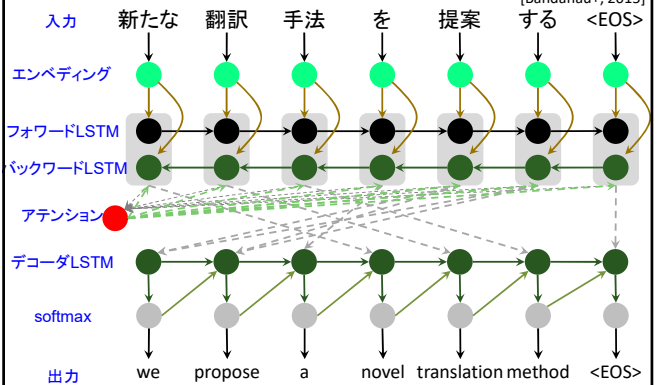 [Bahdanau+, 2015]
入力 新たな 翻訳 手法 を 提案 する <EOS>
エンベディング
フォワードLSTM
バックワードLSTM
アテンション
デコーダLSTM
softmax
出力 we propose a novel translation method <EOS>